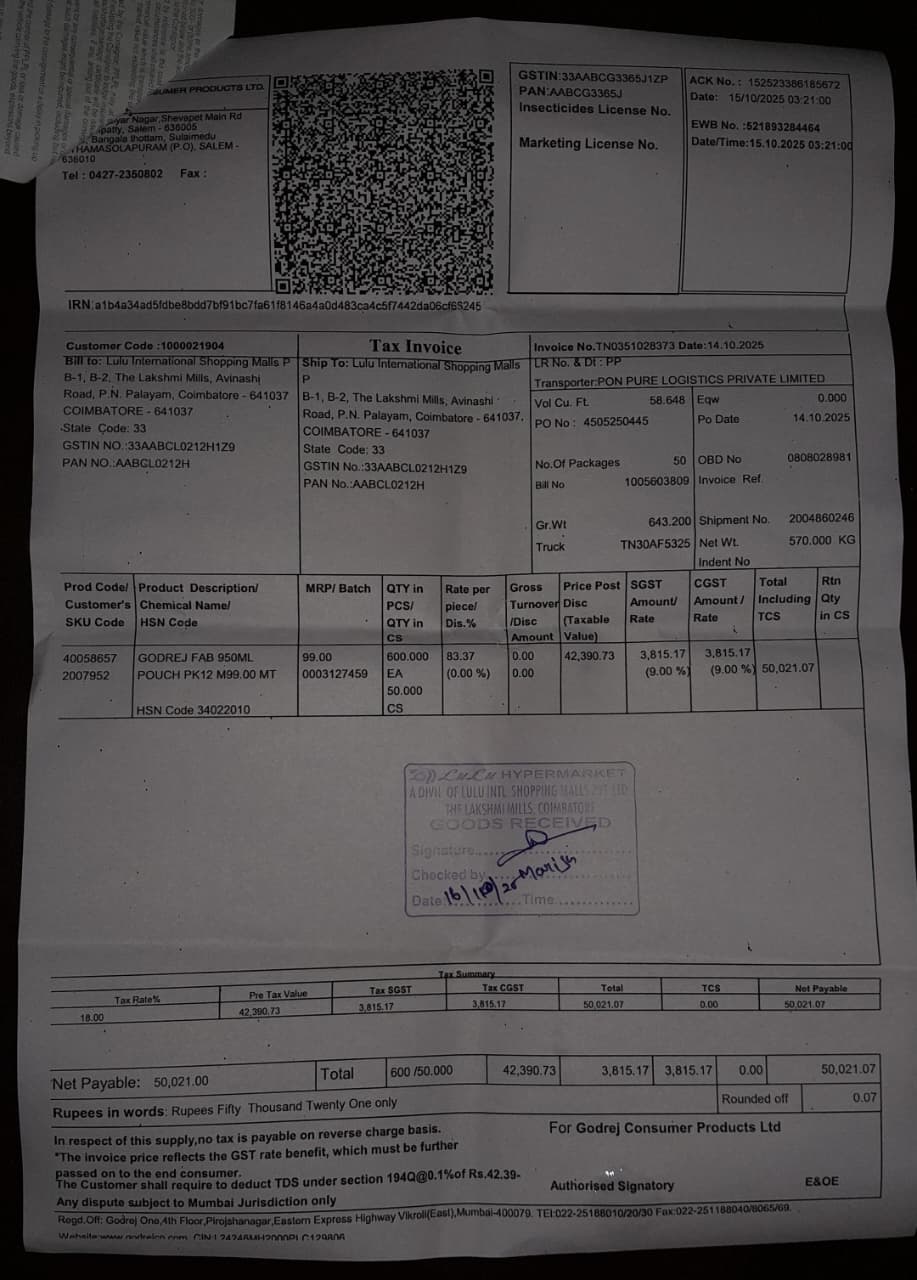 SUMER PRODUCTS LTD.
yar Nagar,Shevapet Main Rd
ipatty, Salem - 636005
Bangala Ihottam, Sulaimedu
HAMASOLAPURAM (P.O), SALEM -
636010
Tel : 0427-2350802 Fax :
GSTIN:33AABCG3365J1ZP
PAN:AABCG3365J
Insecticides License No.
Marketing License No.
ACK No. : 152523386185672
Date: 15/10/2025 03:21:00
EWB No. :521893284464
Date/Time:15.10.2025 03:21:00
IRN:a1b4a34ad5fdbe8bdd7bf91bc7fa61f8146a4a0d483ca4c5f7442da06cf65245
Customer Code :1000021904
Bill to: Lulu International Shopping Malls P
B-1, B-2, The Lakshmi Mills, Avinashi
Road, P.N. Palayam, Coimbatore - 641037
COIMBATORE - 641037
State Code: 33
GSTIN NO.:33AABCL0212H1Z9
PAN NO.:AABCL0212H
Tax Invoice
Ship To: Lulu International Shopping Malls
P
B-1, B-2, The Lakshmi Mills, Avinashi
Road, P.N. Palayam, Coimbatore - 641037,
COIMBATORE - 641037
State Code: 33
GSTIN No.:33AABCL0212H1Z9
PAN No.:AABCL0212H
Invoice No.TN0351028373 Date:14.10.2025
LR No. & Dt : PP
Transporter:PON PURE LOGISTICS PRIVATE LIMITED
Vol Cu. Ft. 58.648 Eqw 0.000
PO No : 4505250445 Po Date 14.10.2025
No.Of Packages 50 OBD No 0808028981
Bill No 1005603809 Invoice Ref.
Gr.Wt 643.200 Shipment No. 2004860246
Truck TN30AF5325 Net Wt. 570.000 KG
Indent No
Prod Code/ Product Description/ MRP/ Batch QTY in Rate per Gross Price Post SGST CGST Total Rtn
Customer's Chemical Name/ PCS/ piece/ Turnover Disc Amount/ Amount / Including Qty
SKU Code HSN Code QTY in Dis.% /Disc (Taxable Rate Rate TCS in CS
CS Amount Value)
40058657 GODREJ FAB 950ML 99.00 600.000 83.37 0.00 42,390.73 3,815.17 3,815.17
2007952 POUCH PK12 M99.00 MT 0003127459 EA (0.00 %) 0.00 (9.00 %) (9.00 %) 50,021.07
50.000
HSN Code 34022010 CS
LuLu HYPERMARKET
A DIVIL OF LULU INTL SHOPPING MALLS PVT LTD
THE LAKSHMI MILLS, COIMBATORE
GOODS RECEIVED
Signature
Checked by Marish
Date 16/10/25 Time
Tax Summary
Tax Rate% Pre Tax Value Tax SGST Tax CGST Total TCS Net Payable
18.00 42,390.73 3,815.17 3,815.17 50,021.07 0.00 50,021.07
Net Payable: 50,021.00 Total 600 /50.000 42,390.73 3,815.17 3,815.17 0.00 50,021.07
Rupees in words: Rupees Fifty Thousand Twenty One only Rounded off 0.07
In respect of this supply,no tax is payable on reverse charge basis.
*The invoice price reflects the GST rate benefit, which must be further
passed on to the end consumer.
The Customer shall require to deduct TDS under section 194Q@0.1%of Rs.42.39-
Any dispute subject to Mumbai Jurisdiction only
For Godrej Consumer Products Ltd
Authorised Signatory E&OE
Regd.Off: Godrej One,4th Floor,Pirojshanagar,Eastern Express Highway Vikroli(East),Mumbai-400079. TEl:022-25188010/20/30 Fax:022-251188040/8065/69.
Website:www.godrejcp.com CIN:L24246MH2000PLC129806